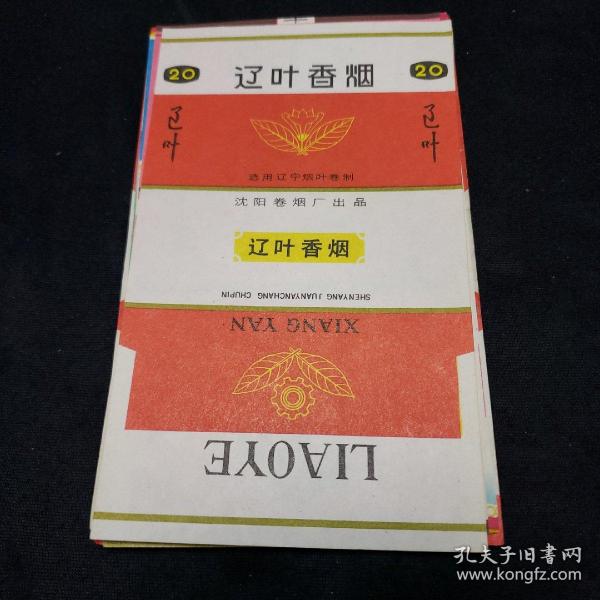 20 辽叶香烟 20
辽叶 辽叶
选用辽宁烟叶卷制
沈阳卷烟厂出品
辽叶香烟
SHENYANG JUANYANCHANG CHUPIN
XIANG YAN
LIAOYE
孔夫子旧书网
www.kongfz.com